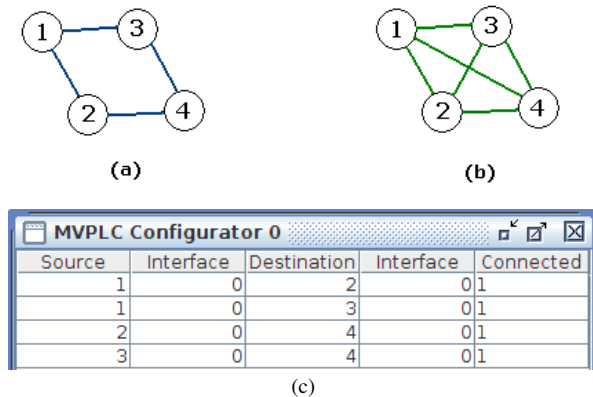 1 3
2 4
(a)
1 3
2 4
(b)
MVPLC Configurator 0
Source Interface Destination Interface Connected
1 0 2 0 1
1 0 3 0 1
2 0 4 0 1
3 0 4 0 1
(c)